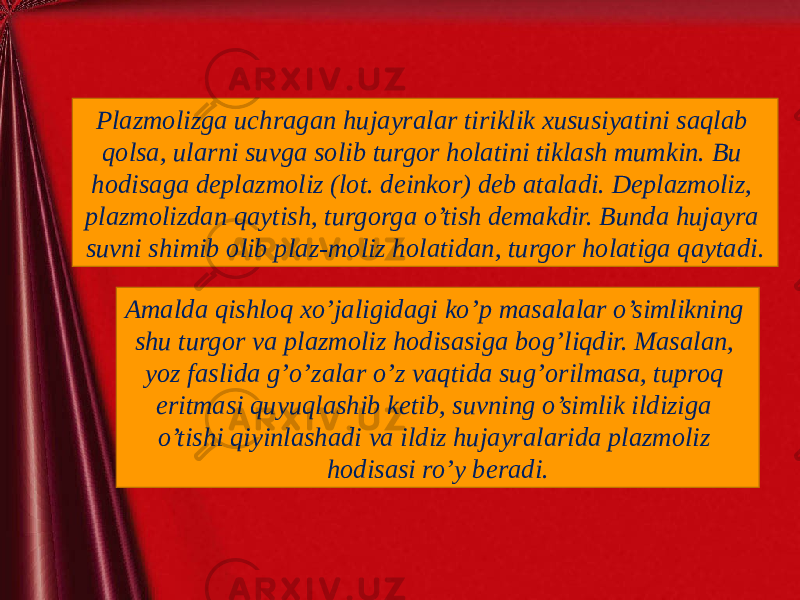 ARXIV.UZ
Plazmolizga uchragan hujayralar tiriklik xususiyatini saqlab
qolsa, ularni suvga solib turgor holatini tiklash mumkin. Bu
hodisaga deplazmoliz (lot. deinkor) deb ataladi. Deplazmoliz,
plazmolizdan qaytish, turgorga o’tish demakdir. Bunda hujayra
suvni shimib olib plaz-moliz holatidan, turgor holatiga qaytadi.
ARXIV.UZ
Amalda qishloq xo’jaligidagi ko’p masalalar o’simlikning
shu turgor va plazmoliz hodisasiga bog’liqdir. Masalan,
yoz faslida g’o’zalar o’z vaqtida sug’orilmasa, tuproq
eritmasi quyuqlashib ketib, suvning o’simlik ildiziga
ARXIV.UZ
o’tishi qiyinlashadi va ildiz hujayralarida plazmoliz
hodisasi ro’y beradi.
ARXIV.UZ